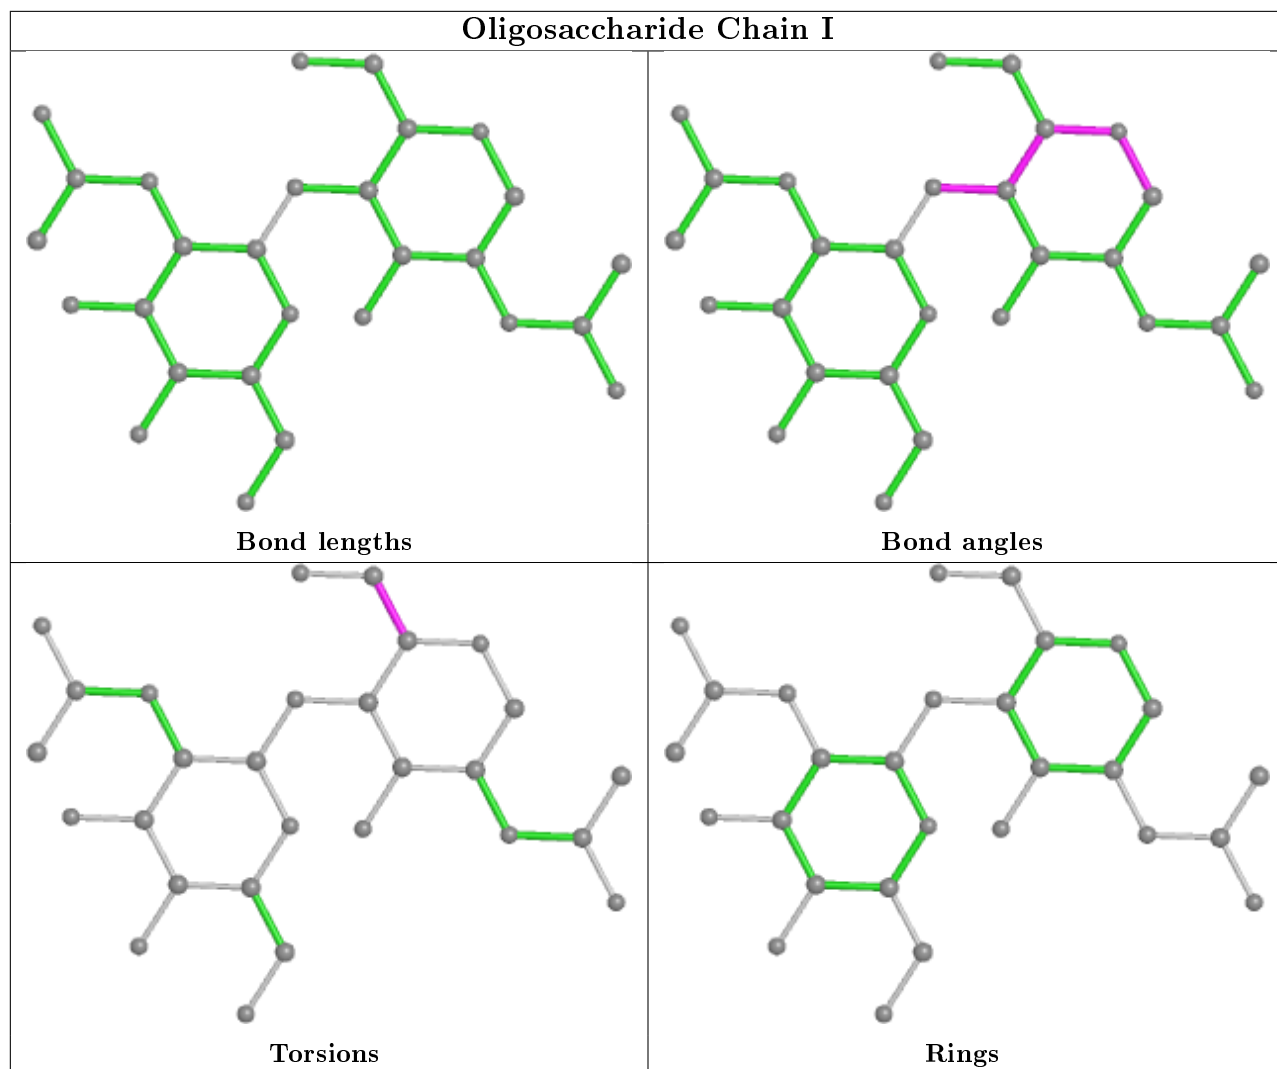 Oligosaccharide Chain I
Bond lengths
Bond angles
Torsions
Rings